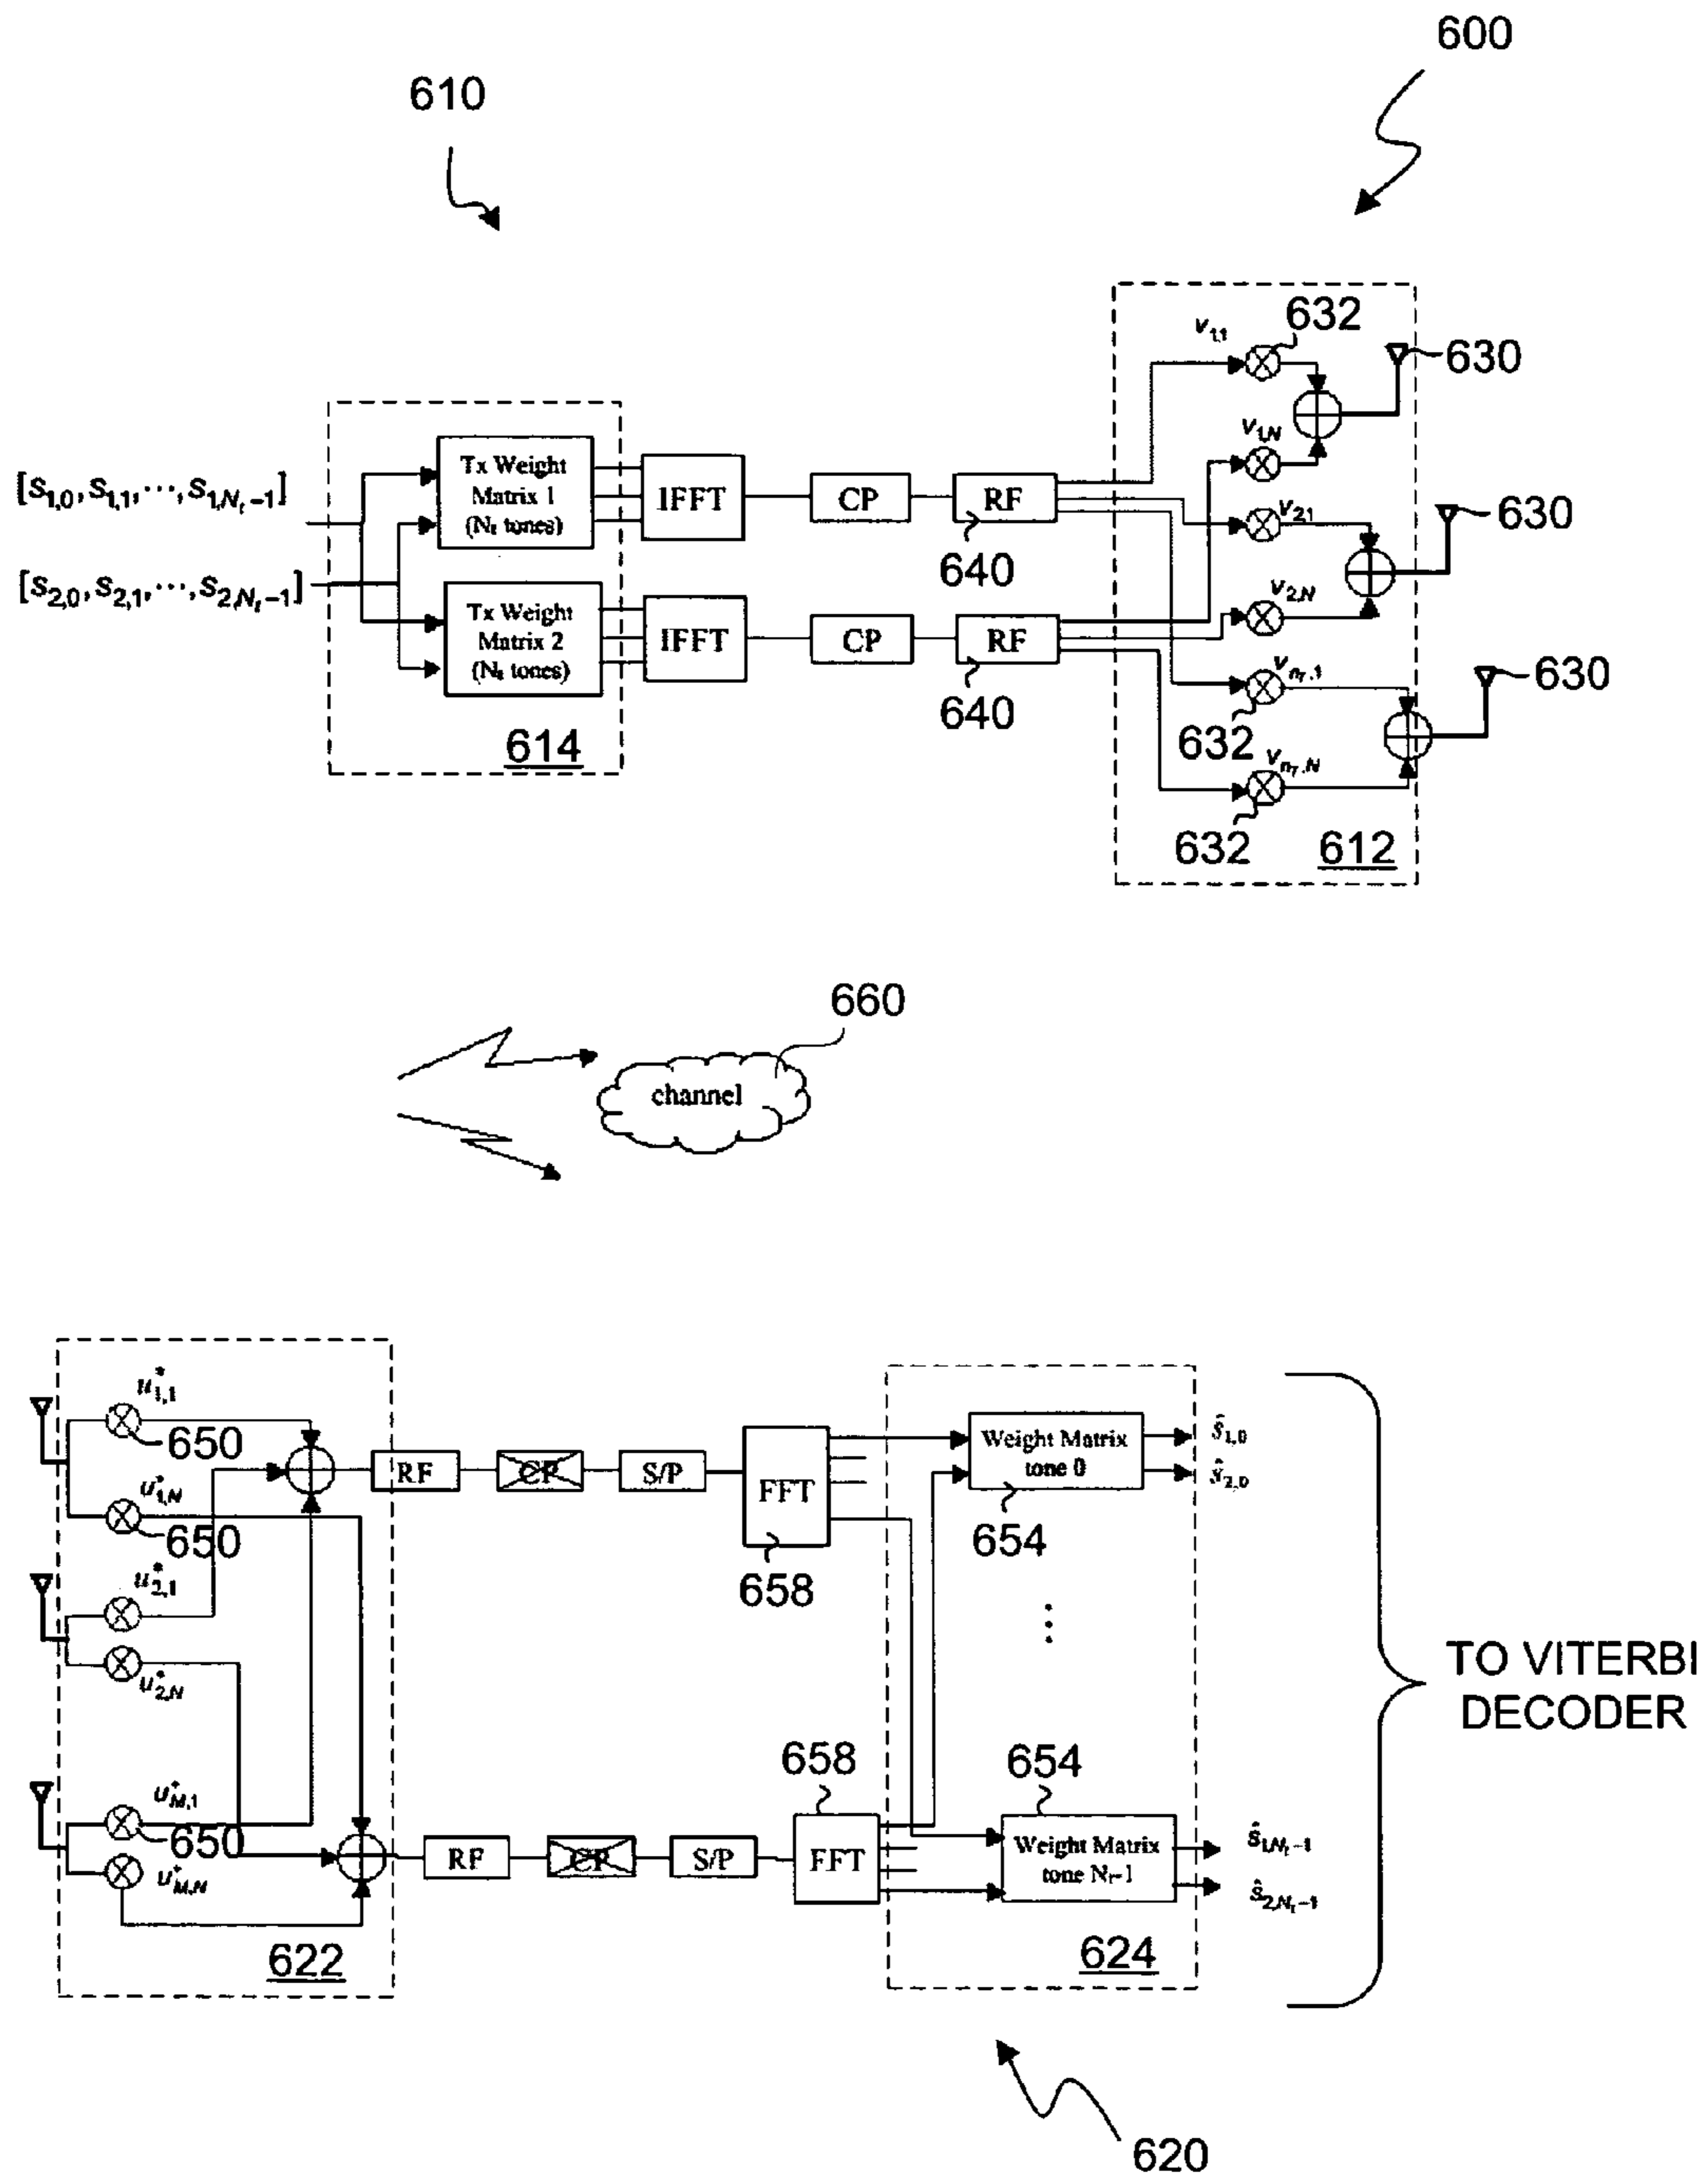 600
610
632
v1,1
630
[s1,0, s1,1, ⋯, s1,Nt−1]
Tx Weight
Matrix 1
(Nt tones)
IFFT
CP
RF
640
v1,N
v2,1
630
[s2,0, s2,1, ⋯, s2,Nt−1]
Tx Weight
Matrix 2
(Nt tones)
IFFT
CP
RF
640
v2,N
vnT,1
630
632
vnT,N
632
614
612
660
channel
u*1,1
650
u*1,N
650
u*2,1
u*2,N
u*M,1
650
u*M,N
RF
CP
S/P
FFT
658
Weight Matrix
tone 0
654
ŝ1,0
ŝ2,0
⋮
TO VITERBI
DECODER
RF
CP
S/P
658
FFT
654
Weight Matrix
tone Nt−1
ŝ1,Nt−1
ŝ2,Nt−1
622
624
620